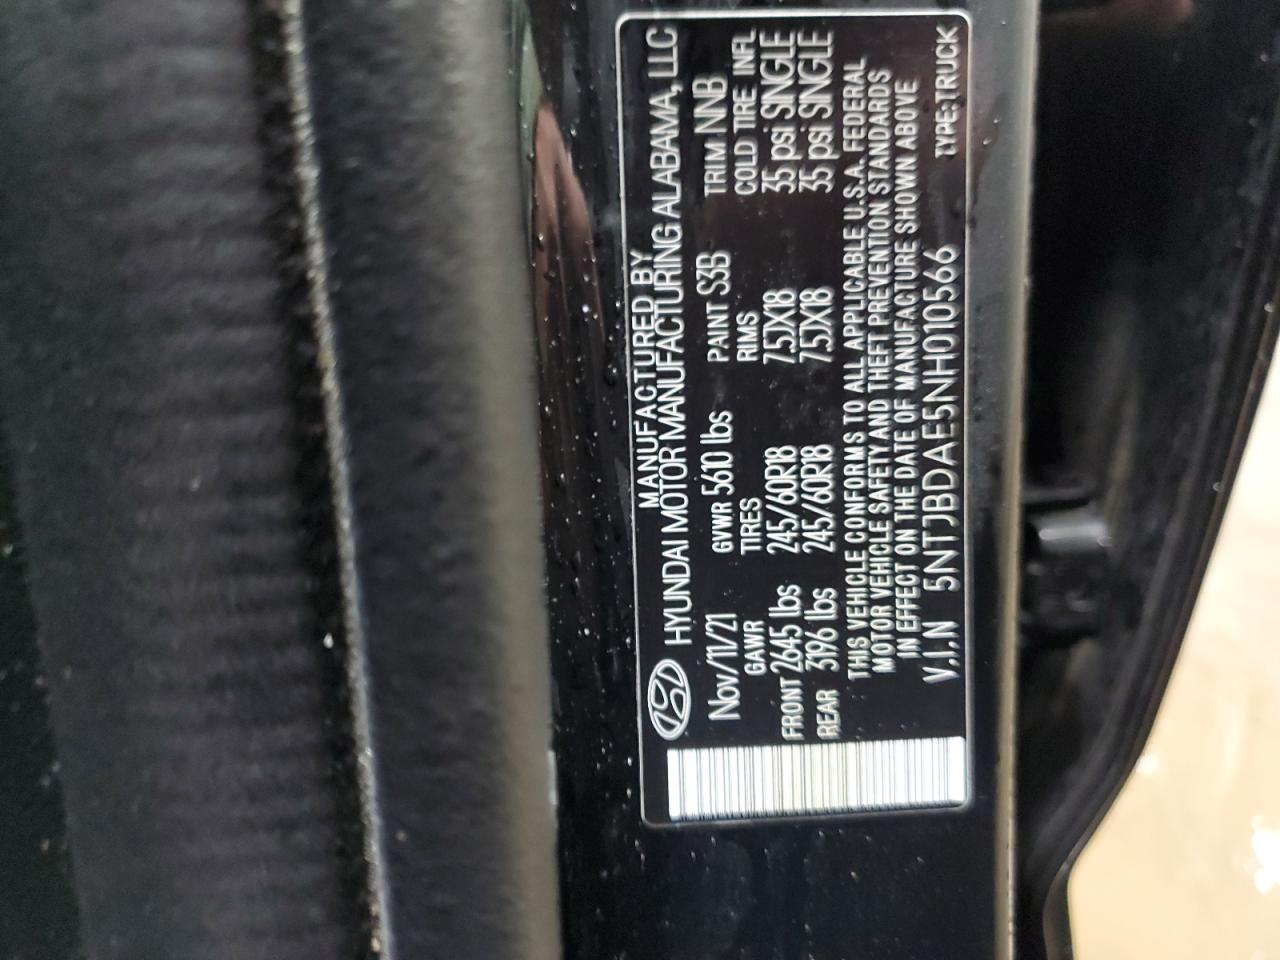 MANUFACTURED BY
HYUNDAI MOTOR MANUFACTURING ALABAMA, LLC
Nov/11/21 GVWR 5610 lbs PAINT S3B TRIM NNB
GAWR TIRES RIMS COLD TIRE INFL
FRONT 2645 lbs 245/60R18 7.5JX18 35 psi SINGLE
REAR 3196 lbs 245/60R18 7.5JX18 35 psi SINGLE
THIS VEHICLE CONFORMS TO ALL APPLICABLE U.S.A. FEDERAL
MOTOR VEHICLE SAFETY AND THEFT PREVENTION STANDARDS
IN EFFECT ON THE DATE OF MANUFACTURE SHOWN ABOVE
V.I.N 5NTJBDAE5NH010566 TYPE:TRUCK